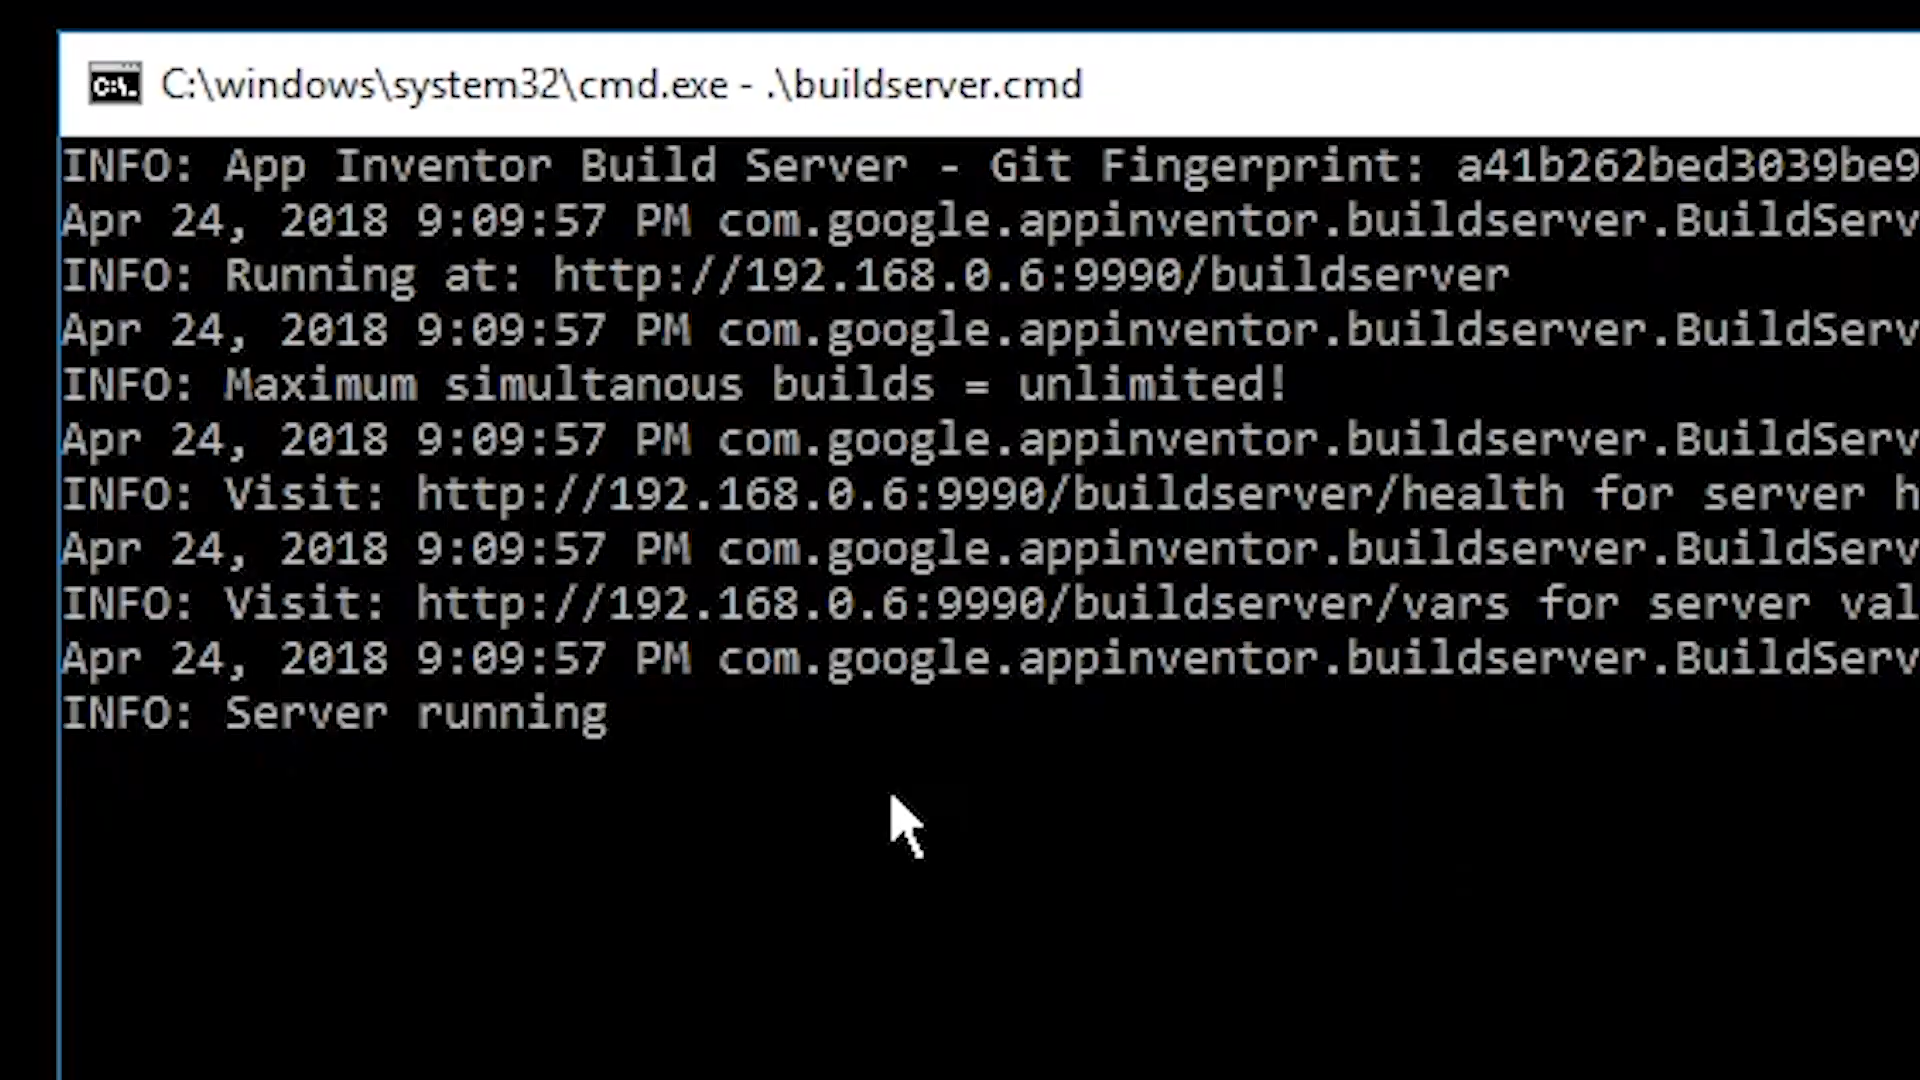 C:\windows\system32\cmd.exe - .\buildserver.cmd
INFO: App Inventor Build Server - Git Fingerprint: a41b262bed3039be9
Apr 24, 2018 9:09:57 PM com.google.appinventor.buildserver.BuildServ
INFO: Running at: http://192.168.0.6:9990/buildserver
Apr 24, 2018 9:09:57 PM com.google.appinventor.buildserver.BuildServ
INFO: Maximum simultanous builds = unlimited!
Apr 24, 2018 9:09:57 PM com.google.appinventor.buildserver.BuildServ
INFO: Visit: http://192.168.0.6:9990/buildserver/health for server h
Apr 24, 2018 9:09:57 PM com.google.appinventor.buildserver.BuildServ
INFO: Visit: http://192.168.0.6:9990/buildserver/vars for server val
Apr 24, 2018 9:09:57 PM com.google.appinventor.buildserver.BuildServ
INFO: Server running